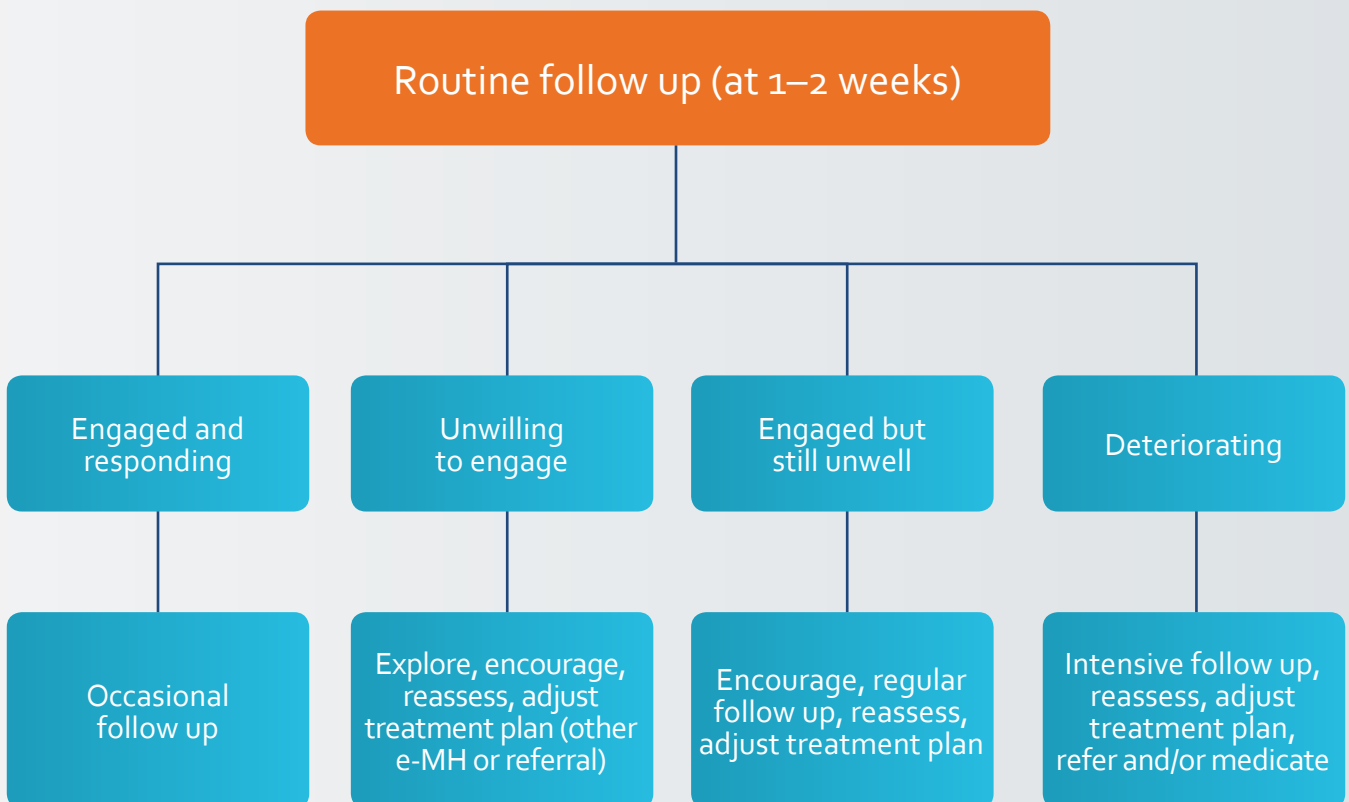 Routine follow up (at 1–2 weeks)
Engaged and
responding
Unwilling
to engage
Engaged but
still unwell
Deteriorating
Occasional
follow up
Explore, encourage,
reassess, adjust
treatment plan (other
e-MH or referral)
Encourage, regular
follow up, reassess,
adjust treatment plan
Intensive follow up,
reassess, adjust
treatment plan,
refer and/or medicate